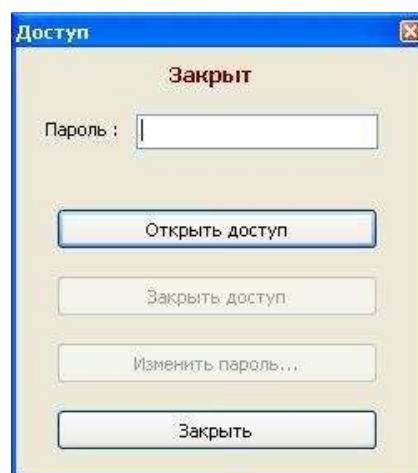 Доступ
Закрыт
Пароль :
Открыть доступ
Закрыть доступ
Изменить пароль...
Закрыть